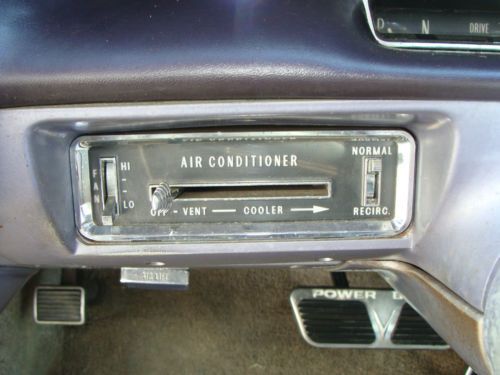 D N DRIVE
AIR CONDITIONER
NORMAL
FAN
HI
LO
OFF - VENT — COOLER
RECIRC.
POWER